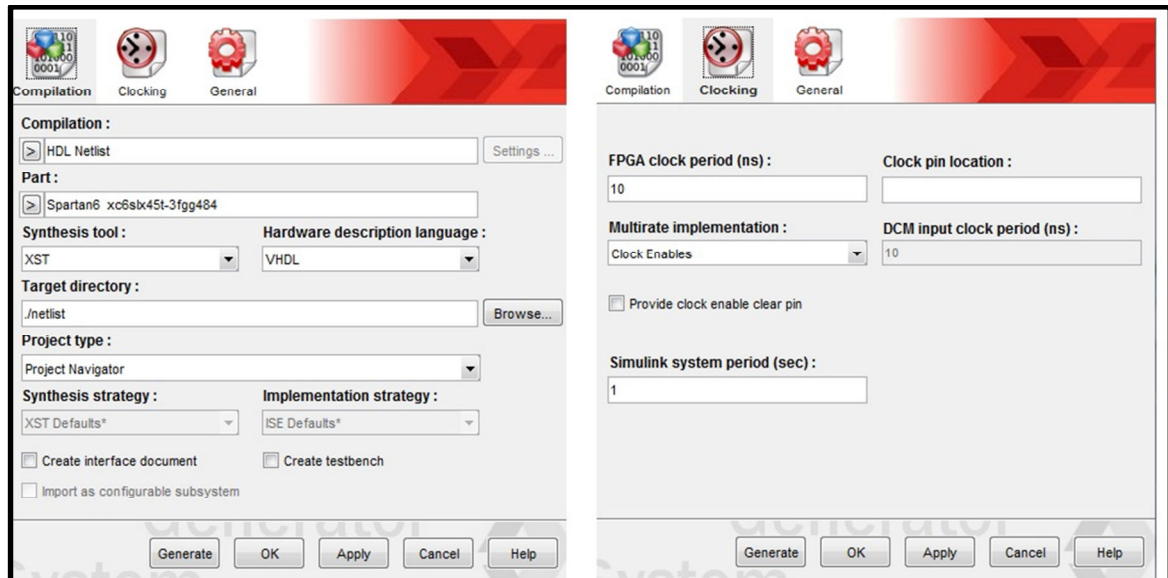 Compilation Clocking General
Compilation :
> HDL Netlist Settings ...
Part :
> Spartan6 xc6slx45t-3fgg484
Synthesis tool : Hardware description language :
XST VHDL
Target directory :
./netlist Browse...
Project type :
Project Navigator
Synthesis strategy : Implementation strategy :
XST Defaults* ISE Defaults*
Create interface document Create testbench
Import as configurable subsystem
Generate OK Apply Cancel Help
System Generator
Compilation Clocking General
FPGA clock period (ns) : Clock pin location :
10
Multirate implementation : DCM input clock period (ns) :
Clock Enables 10
Provide clock enable clear pin
Simulink system period (sec) :
1
Generate OK Apply Cancel Help
System Generator